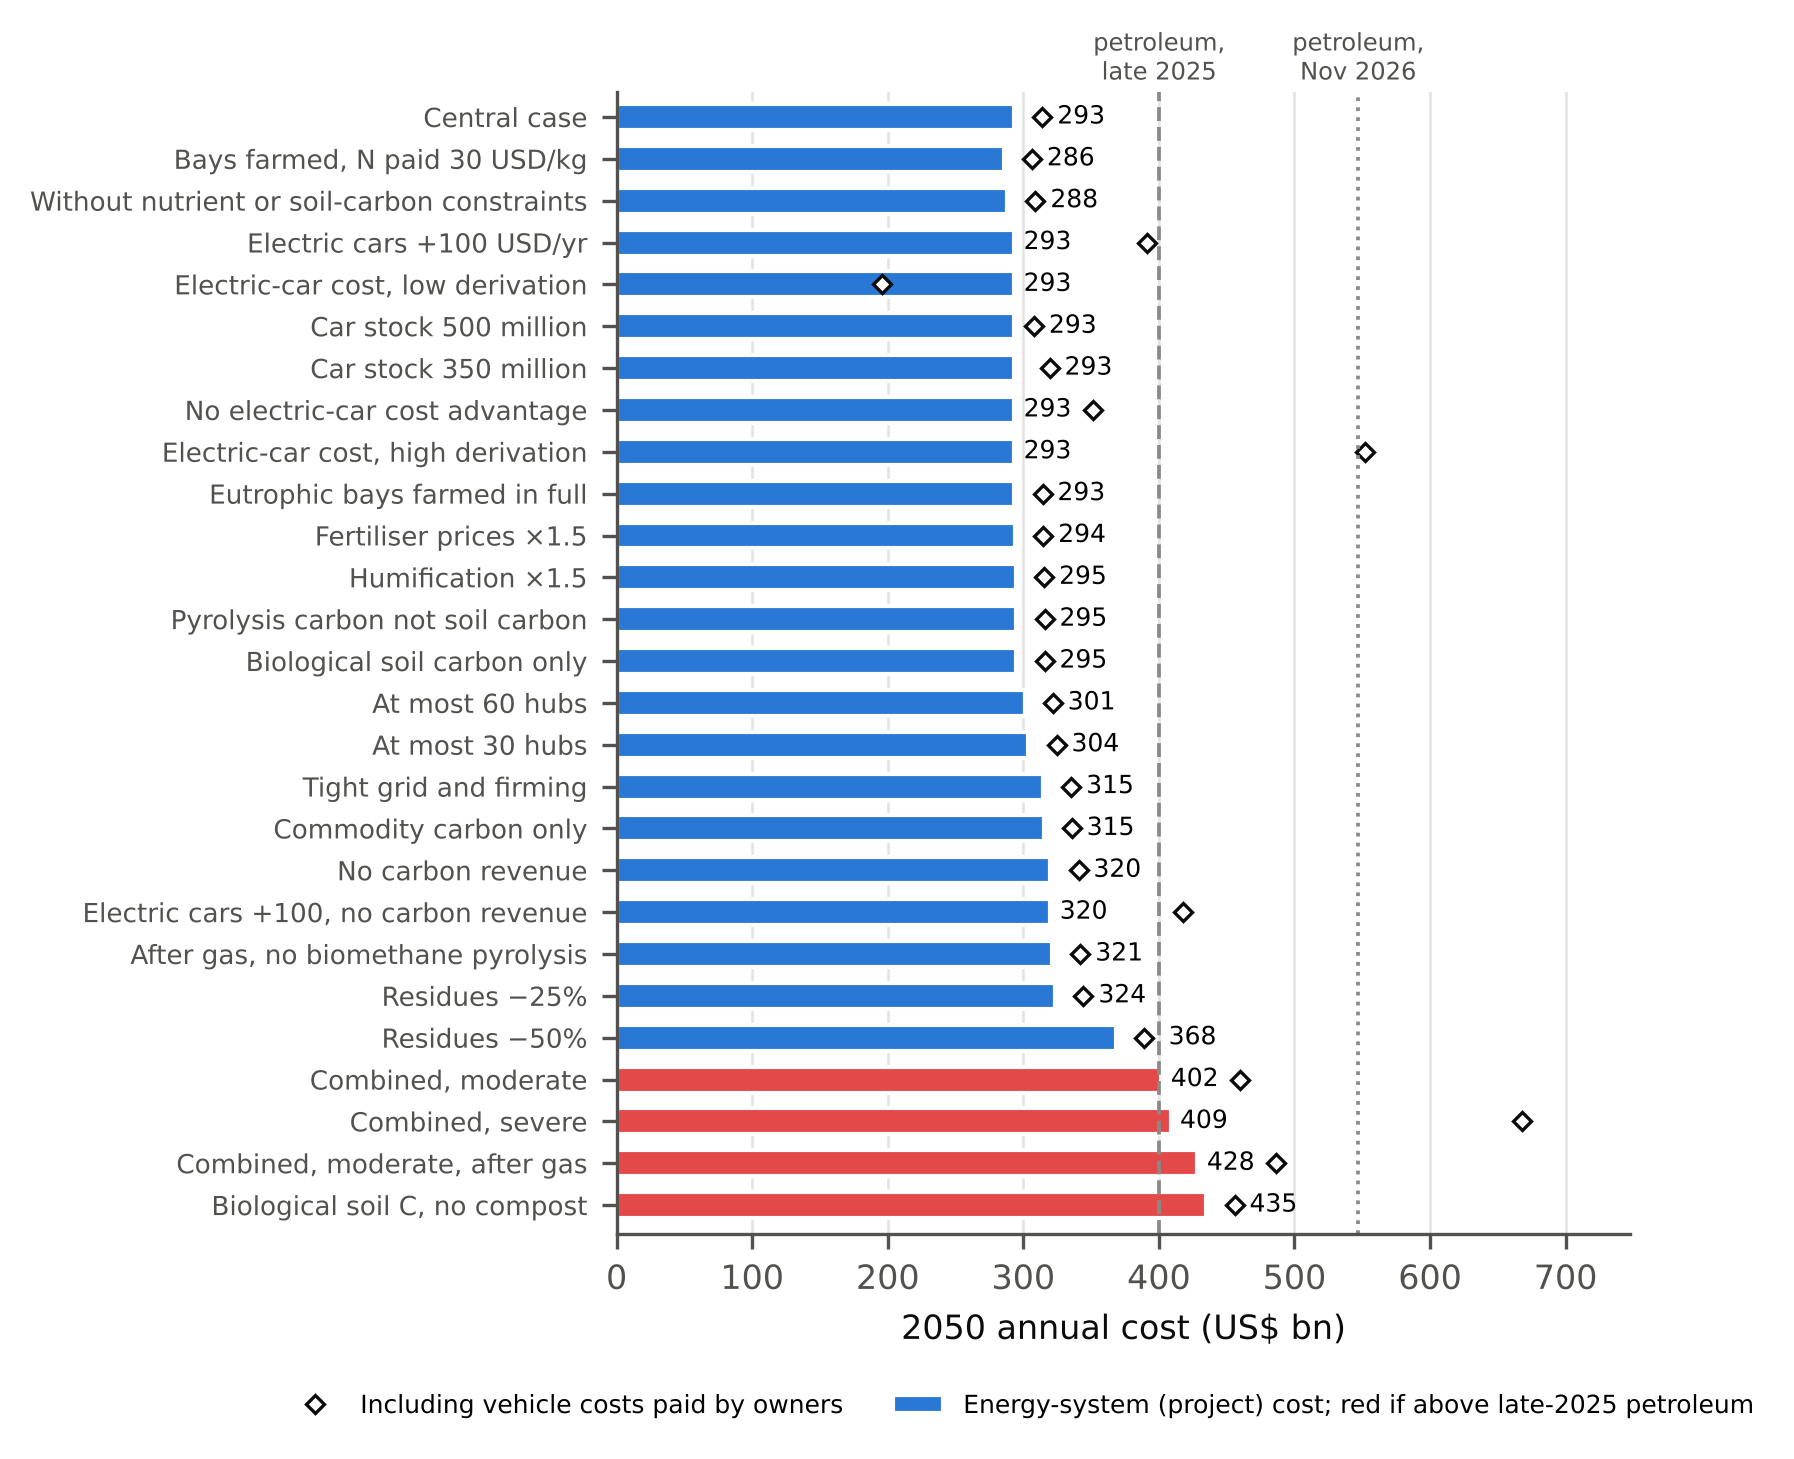 petroleum,
late 2025
petroleum,
Nov 2026
Central case 293
Bays farmed, N paid 30 USD/kg 286
Without nutrient or soil-carbon constraints 288
Electric cars +100 USD/yr 293
Electric-car cost, low derivation 293
Car stock 500 million 293
Car stock 350 million 293
No electric-car cost advantage 293
Electric-car cost, high derivation 293
Eutrophic bays farmed in full 293
Fertiliser prices ×1.5 294
Humification ×1.5 295
Pyrolysis carbon not soil carbon 295
Biological soil carbon only 295
At most 60 hubs 301
At most 30 hubs 304
Tight grid and firming 315
Commodity carbon only 315
No carbon revenue 320
Electric cars +100, no carbon revenue 320
After gas, no biomethane pyrolysis 321
Residues −25% 324
Residues −50% 368
Combined, moderate 402
Combined, severe 409
Combined, moderate, after gas 428
Biological soil C, no compost 435
0 100 200 300 400 500 600 700
2050 annual cost (US$ bn)
Including vehicle costs paid by owners
Energy-system (project) cost; red if above late-2025 petroleum